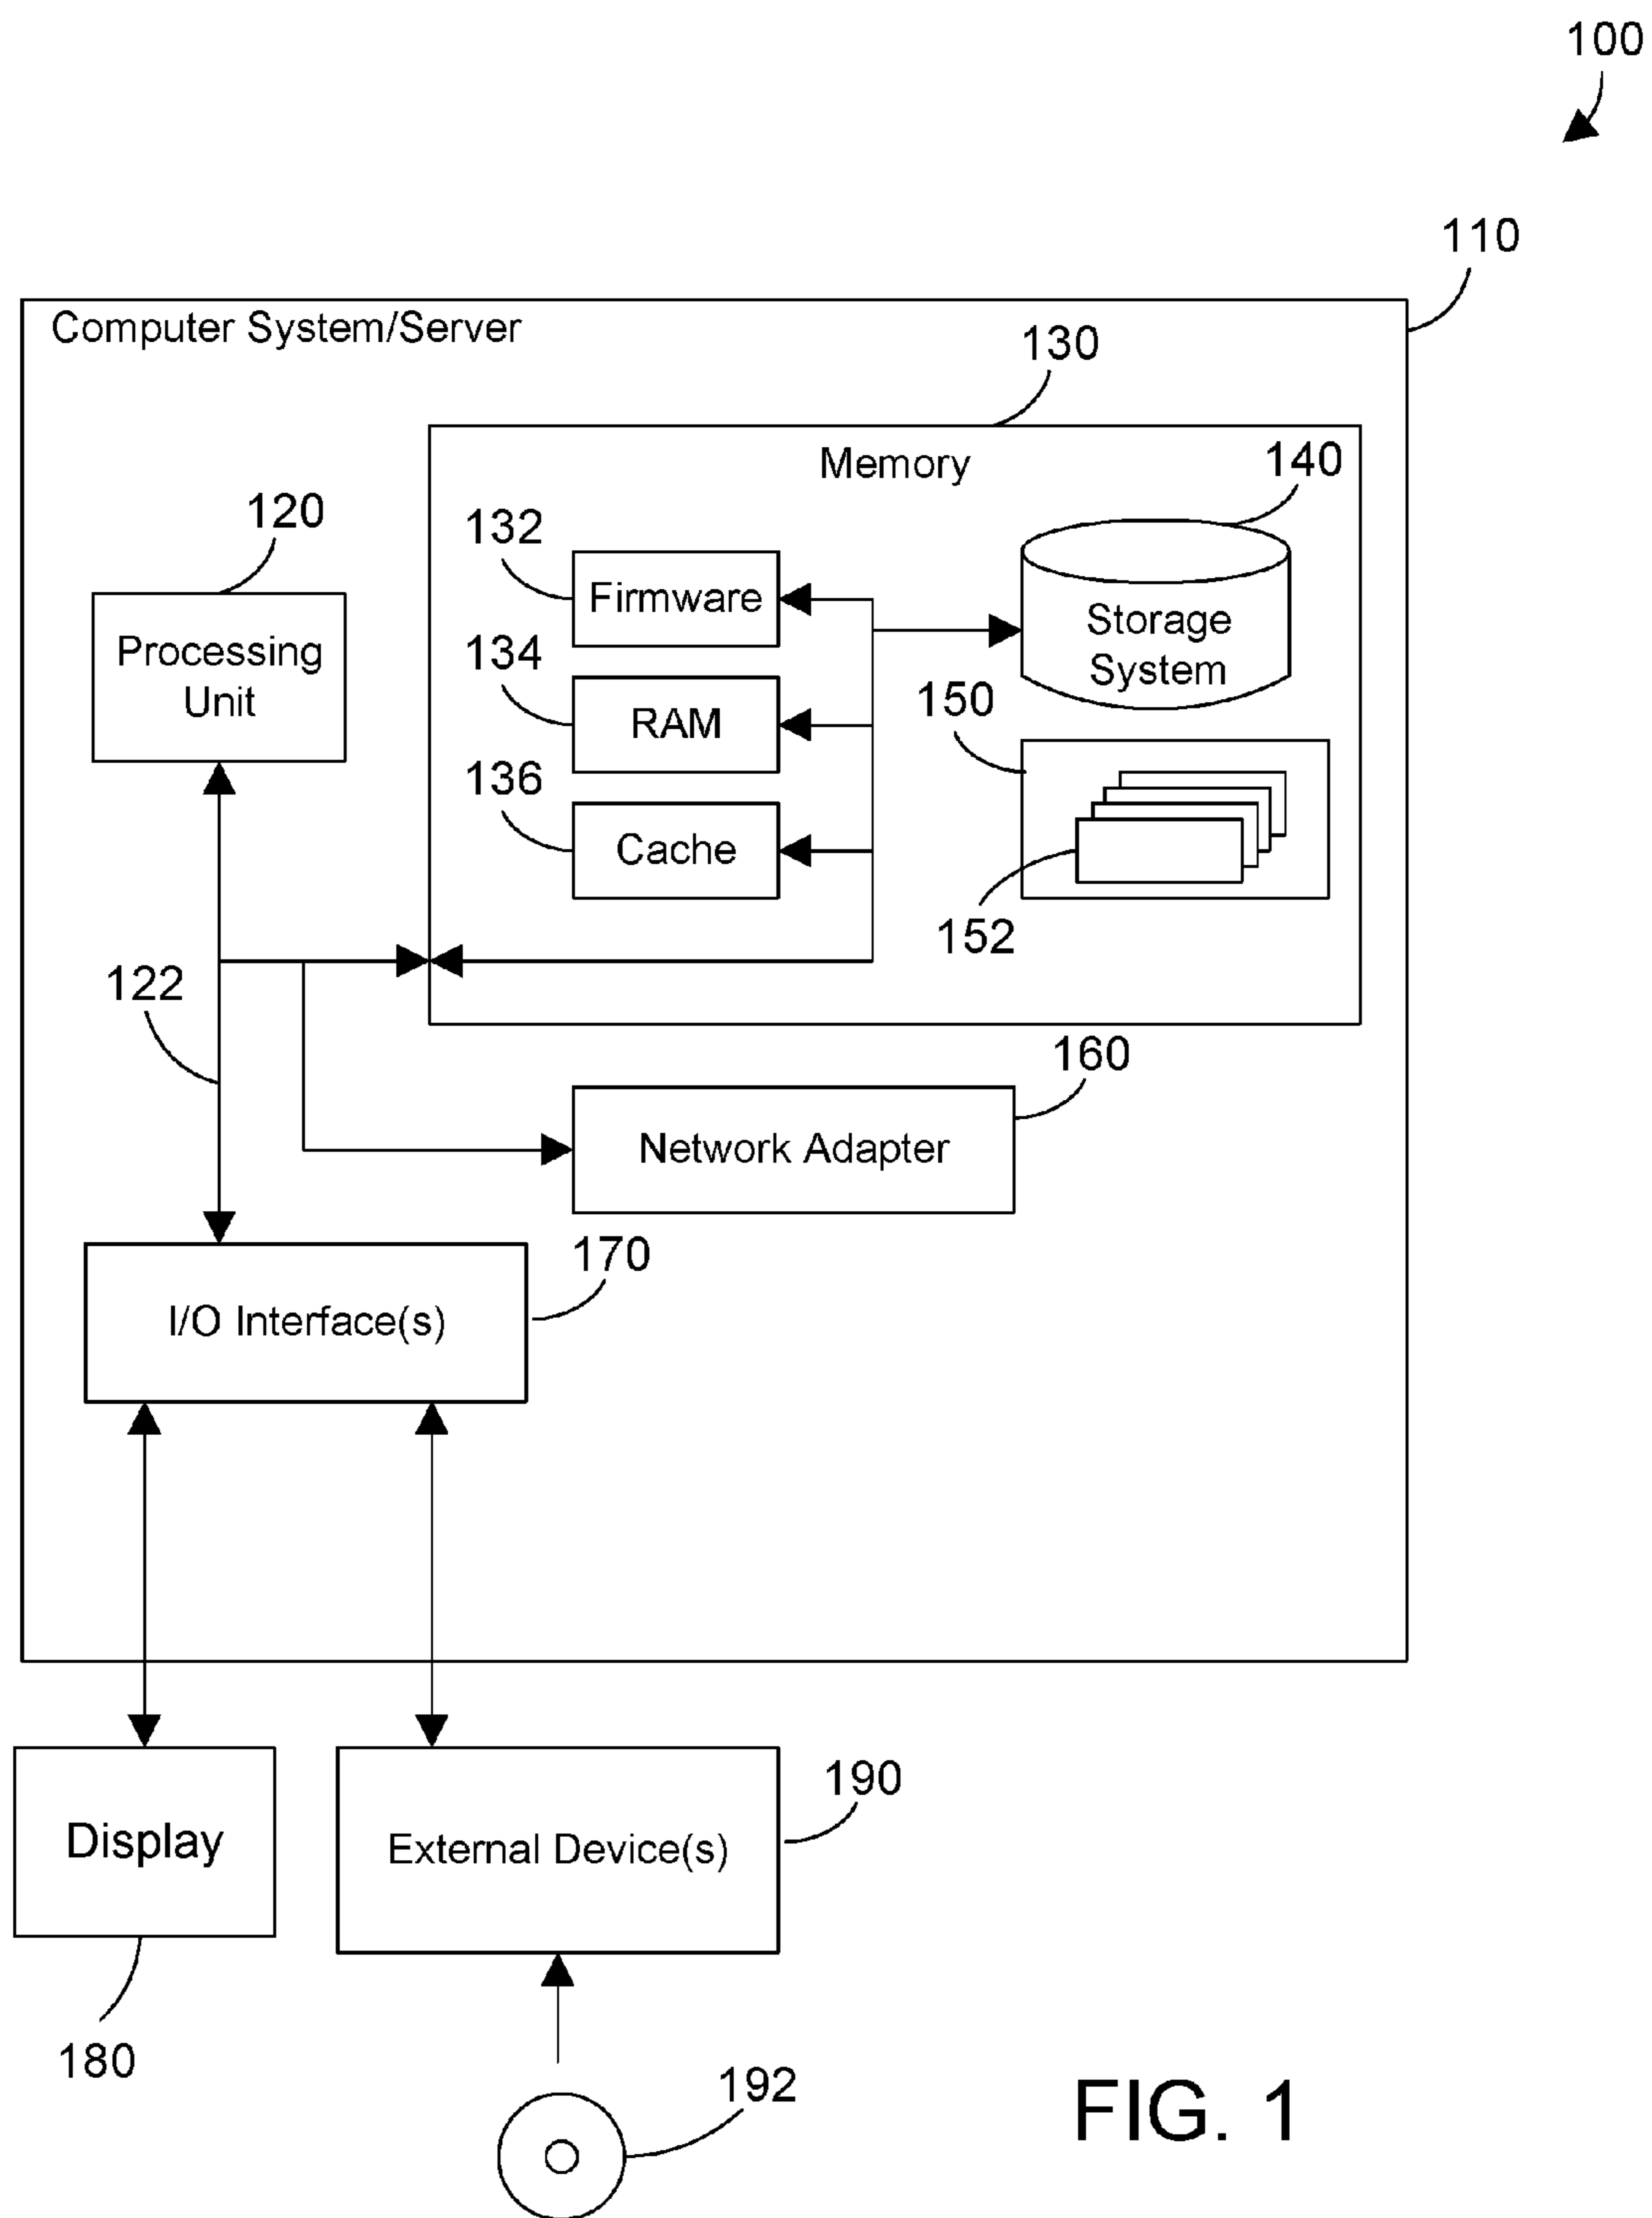 100
110
Computer System/Server
130
Memory
140
120
132
Firmware
Processing
Unit
Storage
System
134
RAM
150
136
Cache
152
122
160
Network Adapter
170
I/O Interface(s)
190
Display
External Device(s)
180
192
FIG. 1